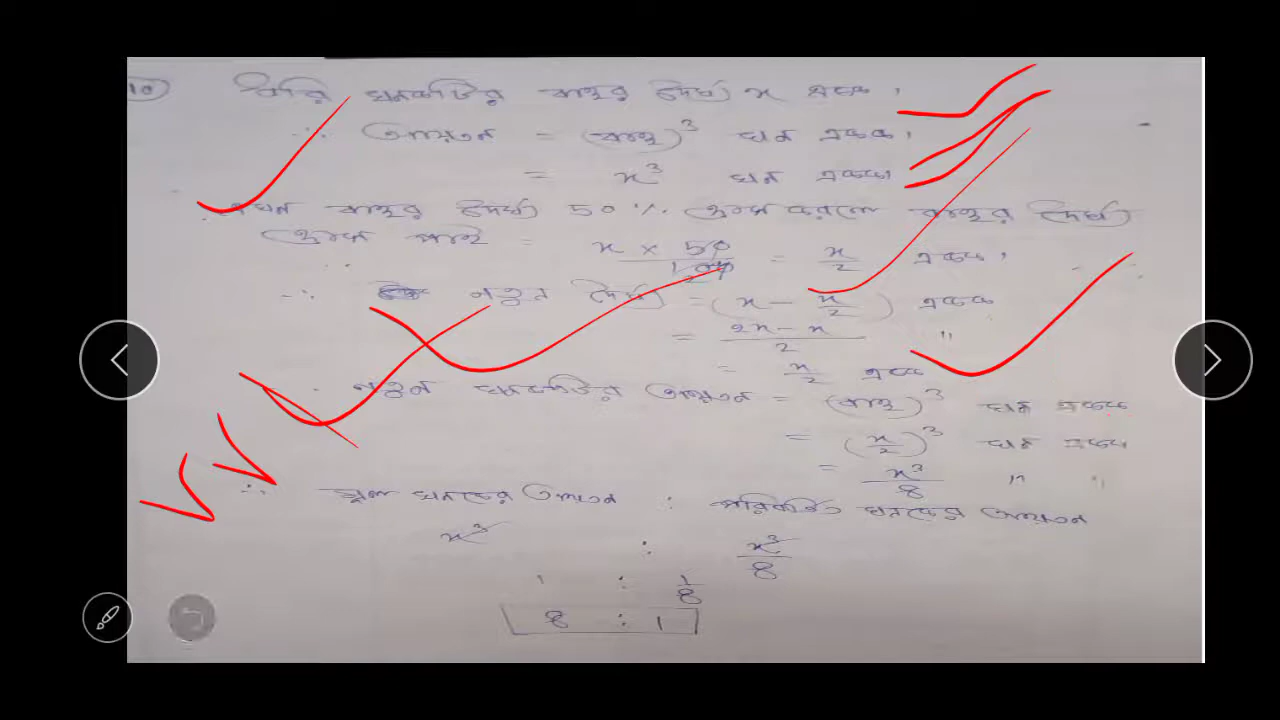 10 ধরি ঘনকটির বাহুর দৈর্ঘ্য x একক।
∴ আয়তন = (বাহু)³ ঘন একক।
= x³ ঘন একক।
এখন বাহুর দৈর্ঘ্য 50% হ্রাস করলে বাহুর দৈর্ঘ্য
হ্রাস পাই = x × 50/100 = x/2 একক।
∴ নতুন দৈর্ঘ্য = (x - x/2) একক
= 2x - x/2 "
= x/2 একক
∴ নতুন ঘনকটির আয়তন = (বাহু)³ ঘন একক
= (x/2)³ ঘন একক
= x³/8 " "
∴ মূল ঘনকের আয়তন : পরিবর্তিত ঘনকের আয়তন
x³ : x³/8
1 : 1/8
8 : 1